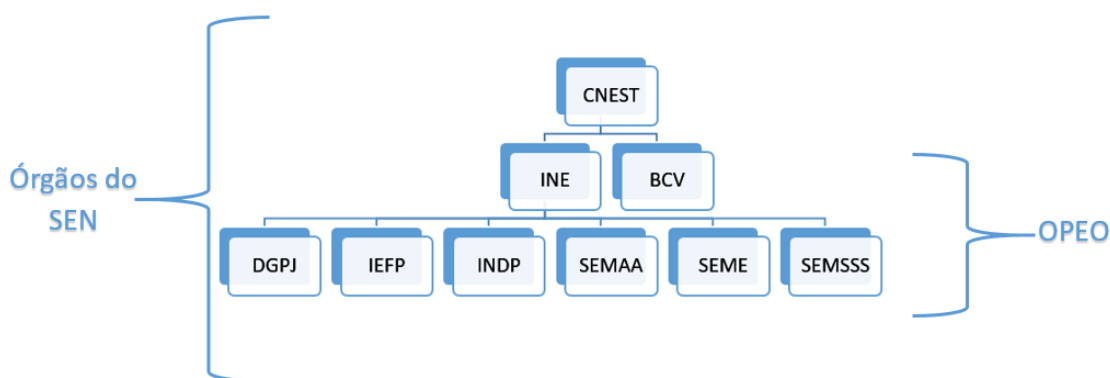 CNEST
INE
BCV
Órgãos do
SEN
OPEO
DGPJ
IEFP
INDP
SEMAA
SEME
SEMSSS